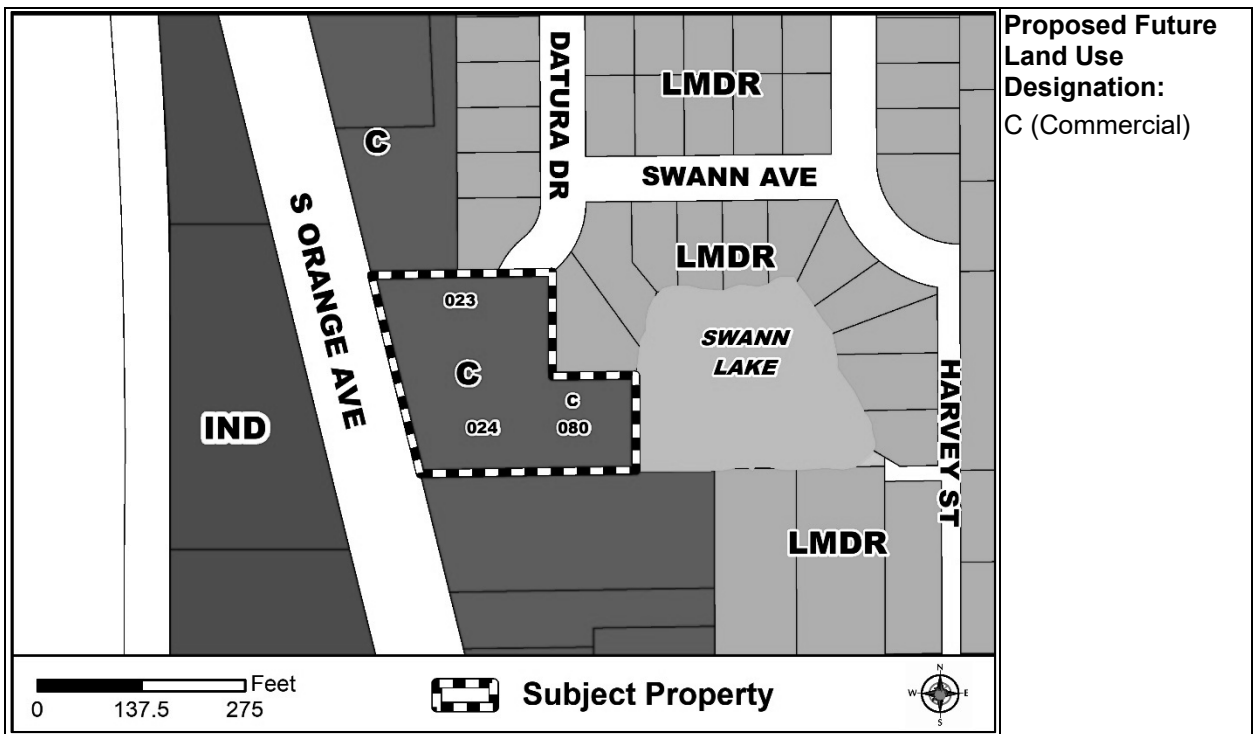 Proposed Future
Land Use
Designation:
C (Commercial)
DATURA DR
LMDR
C
SWANN AVE
S ORANGE AVE
LMDR
023
SWANN
LAKE
C
C
HARVEY ST
IND
024
080
LMDR
Feet
0
137.5
275
Subject Property
N
W
E
S